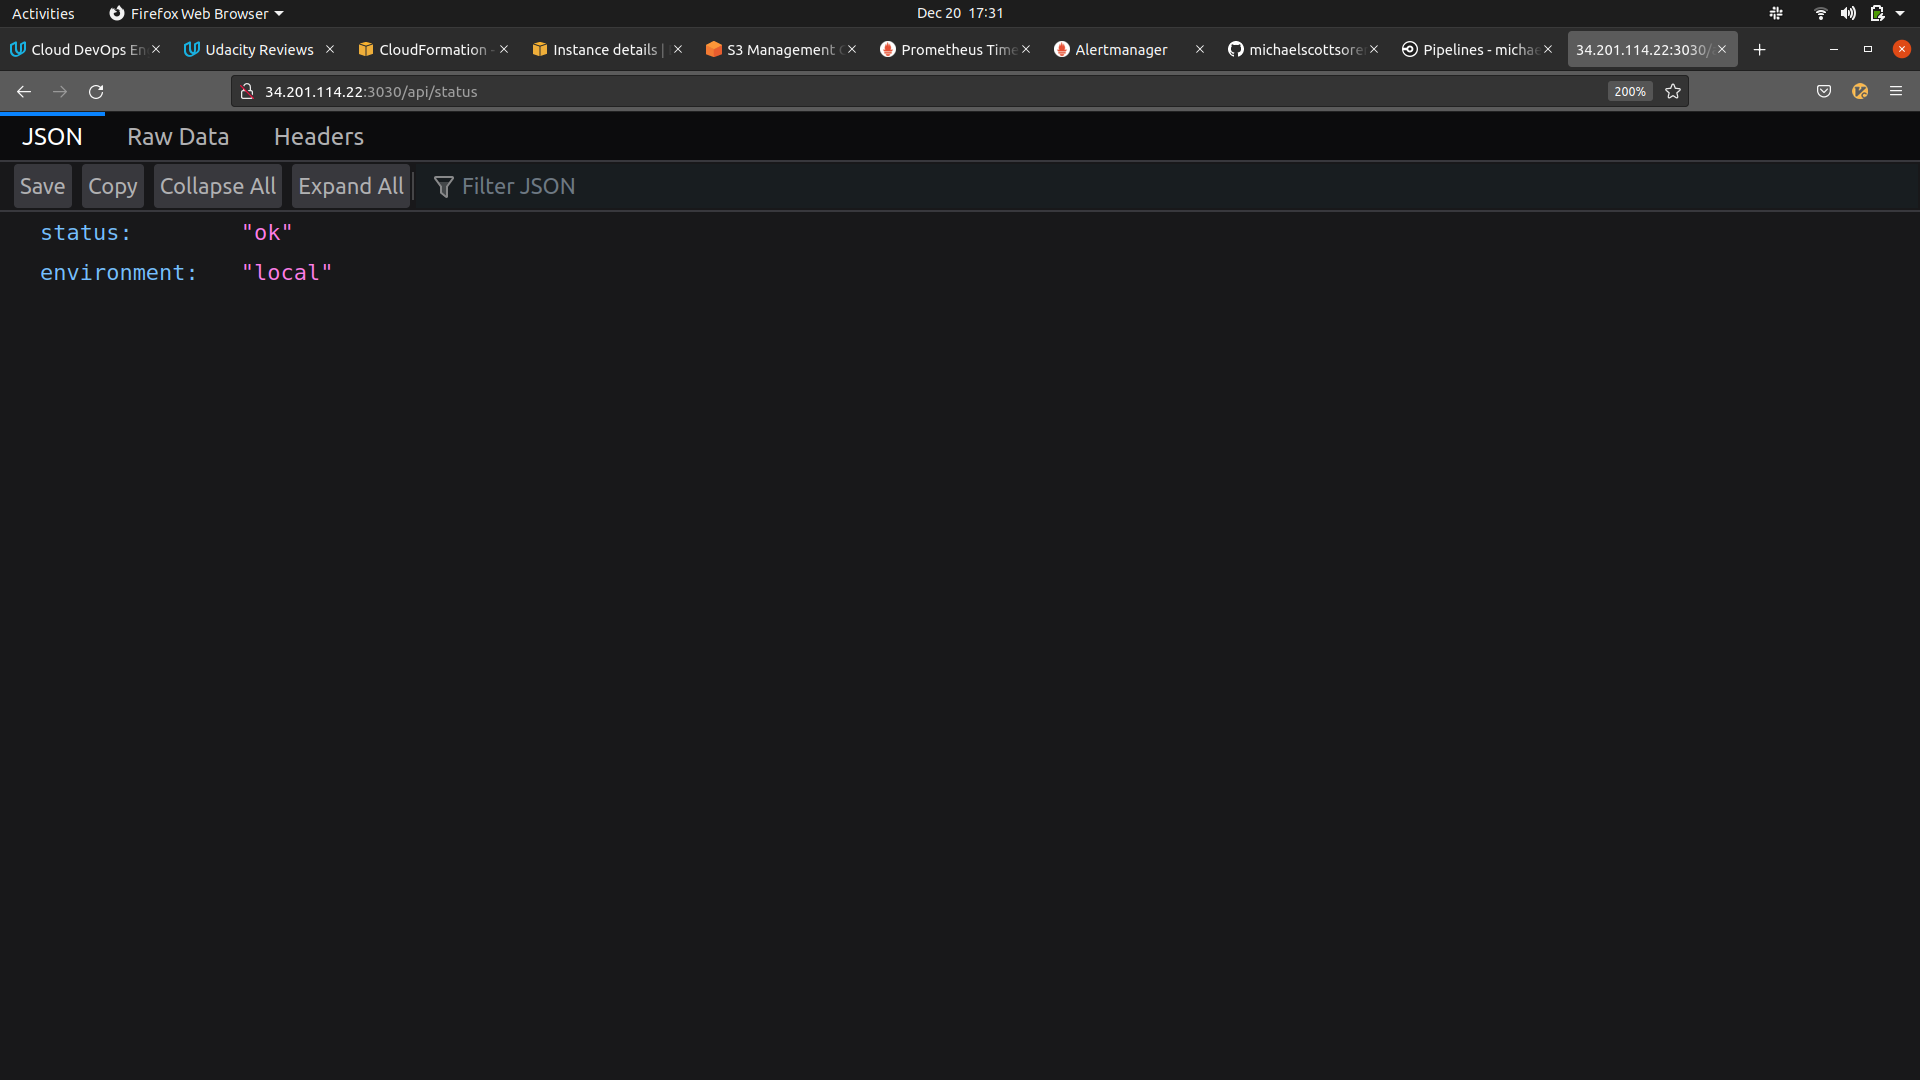 Activities Firefox Web Browser Dec 20 17:31
Cloud DevOps En Udacity Reviews CloudFormation - Instance details | S3 Management C Prometheus Time Alertmanager michaelscottsore Pipelines - michae 34.201.114.22:3030/
34.201.114.22:3030/api/status 200%
JSON Raw Data Headers
Save Copy Collapse All Expand All Filter JSON
status: "ok"
environment: "local"